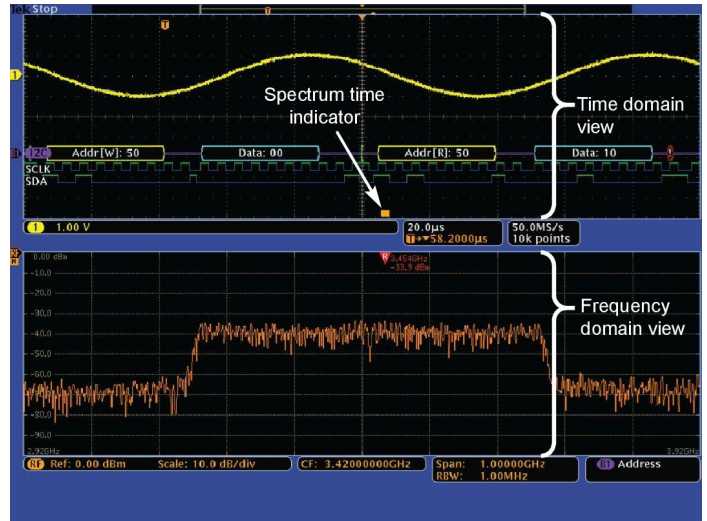 Tek Stop
T
T
1
Spectrum time
indicator
Time domain
view
B1 I2C
Addr[W]: 50
Data: 00
Addr[R]: 50
Data: 10
SCLK
SDA
1 1.00 V
20.0µs
T→▼58.2000µs
50.0MS/s
10k points
RF
M
0.00 dBm
R
3.454GHz
-33.9 dBm
-10.0
-20.0
-30.0
-40.0
-50.0
-60.0
-70.0
-80.0
-90.0
Frequency
domain view
2.92GHz
3.92GHz
RF Ref: 0.00 dBm Scale: 10.0 dB/div
CF: 3.42000000GHz
Span: 1.00000GHz
RBW: 1.00MHz
B1 Address